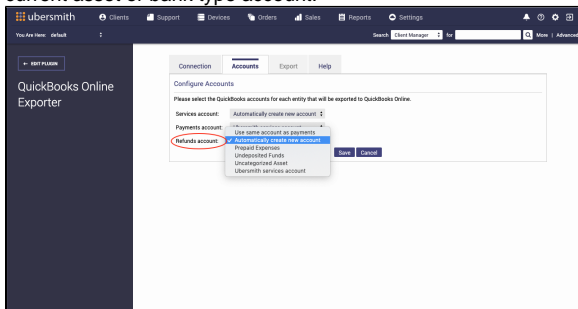 current asset or bank type account.
ubersmith Clients Support Devices Orders Sales Reports Settings
You Are Here: default Search Client Manager for More | Advanced
← EDIT PLUGIN
QuickBooks Online
Exporter
Connection Accounts Export Help
Configure Accounts
Please select the QuickBooks accounts for each entity that will be exported to QuickBooks Online.
Services account: Automatically create new account
Payments account:
Use same account as payments
Refunds account: ✓ Automatically create new account
Prepaid Expenses
Undeposited Funds
Uncategorized Asset
Ubersmith services account
Save Cancel